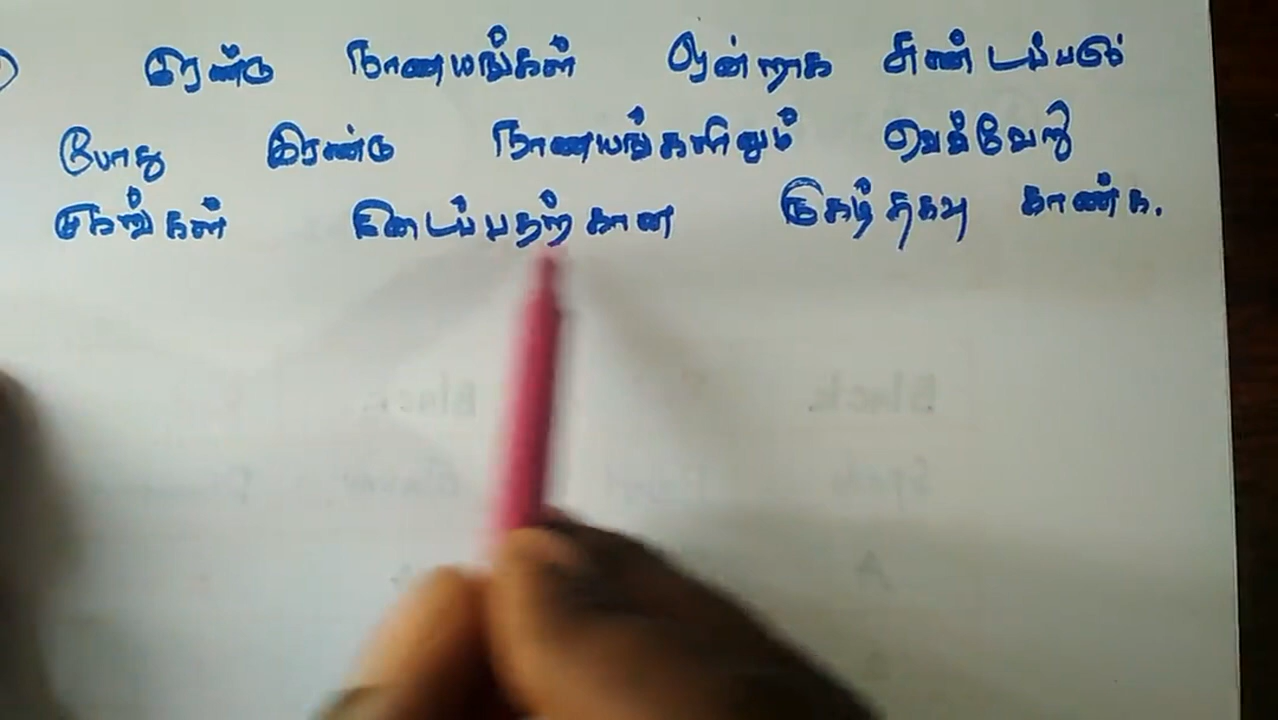 இரண்டு நாணயங்கள் ஒன்றாக சுண்டப்படும்
போது இரண்டு நாணயங்களிலும் வெவ்வேறு
முகங்கள் கிடைப்பதற்கான நிகழ்தகவு காண்க.